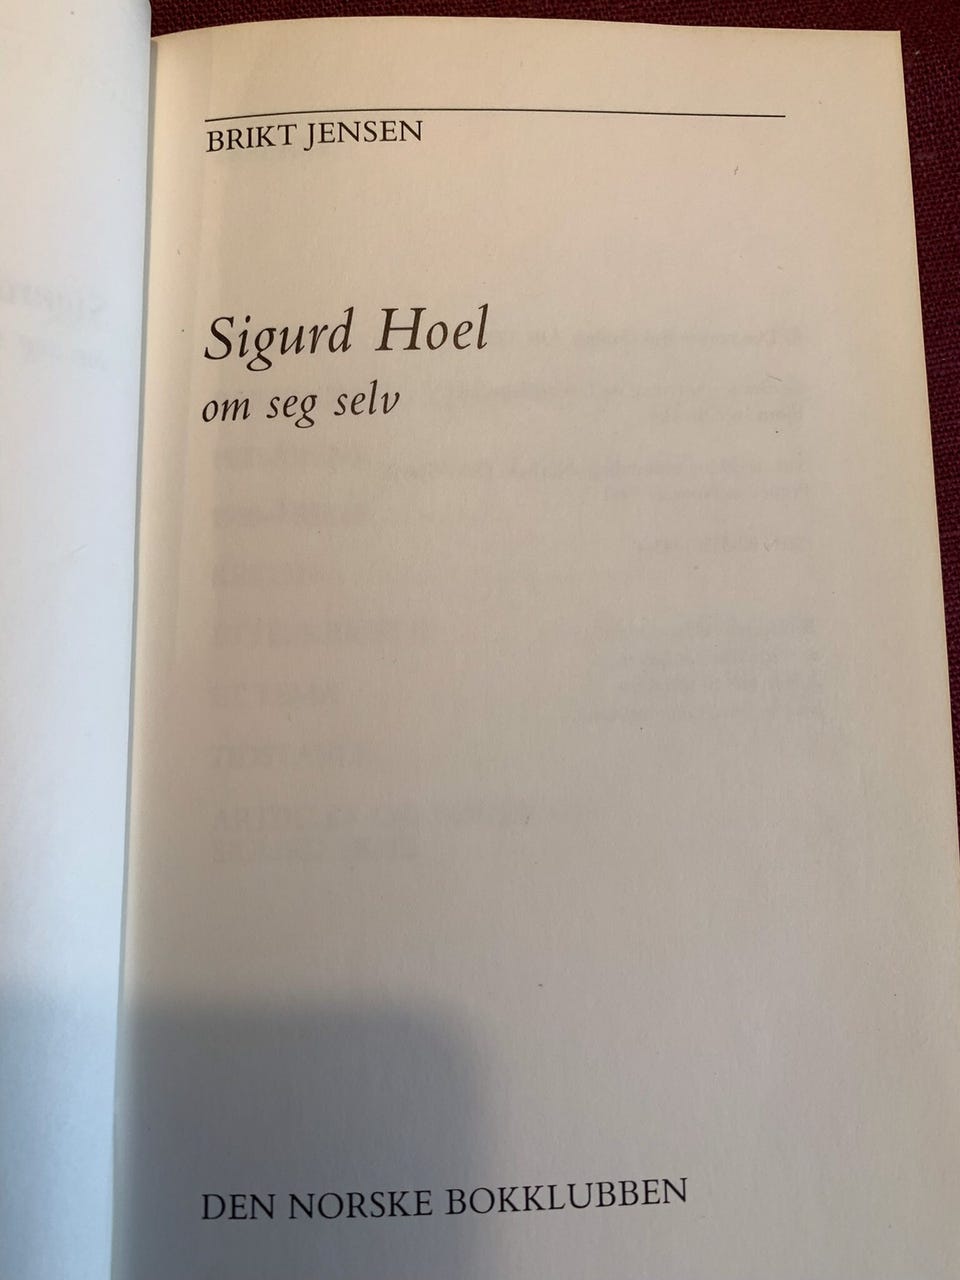 BRIKT JENSEN
Sigurd Hoel
om seg selv
DEN NORSKE BOKKLUBBEN